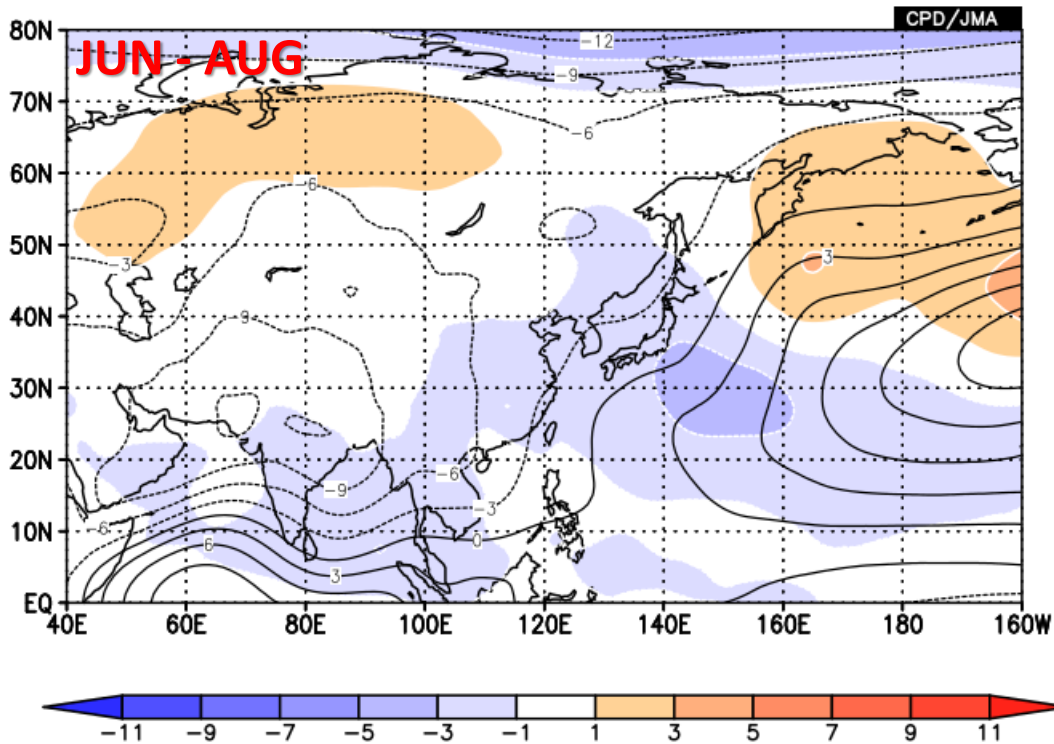 CPD/JMA
JUN - AUG
80N
70N
60N
50N
40N
30N
20N
10N
EQ
-12
-9
-6
-6
-3
3
-9
-9
-6
-3
-6
0
6
3
40E 60E 80E 100E 120E 140E 160E 180 160W
-11 -9 -7 -5 -3 -1 1 3 5 7 9 11